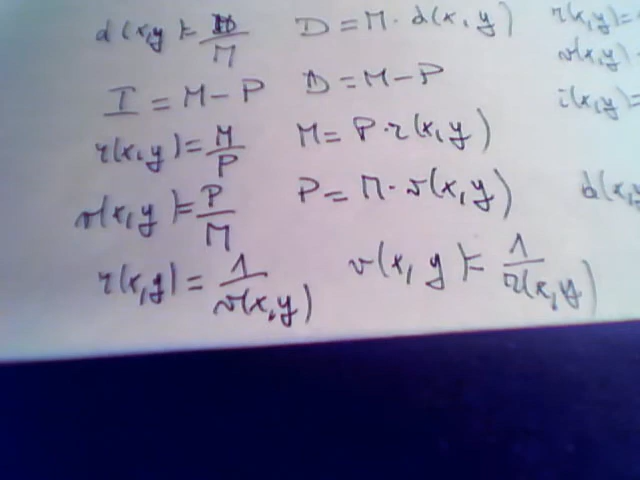 d(x,y)=D/M D=M·d(x,y) r(x,y)=
I=M-P D=M-P v(x,y)
r(x,y)=M/P M=P·r(x,y) i(x,y)=
v(x,y)=P/M P=M·v(x,y) d(x,y
r(x,y)=1/v(x,y) v(x,y)=1/r(x,y)